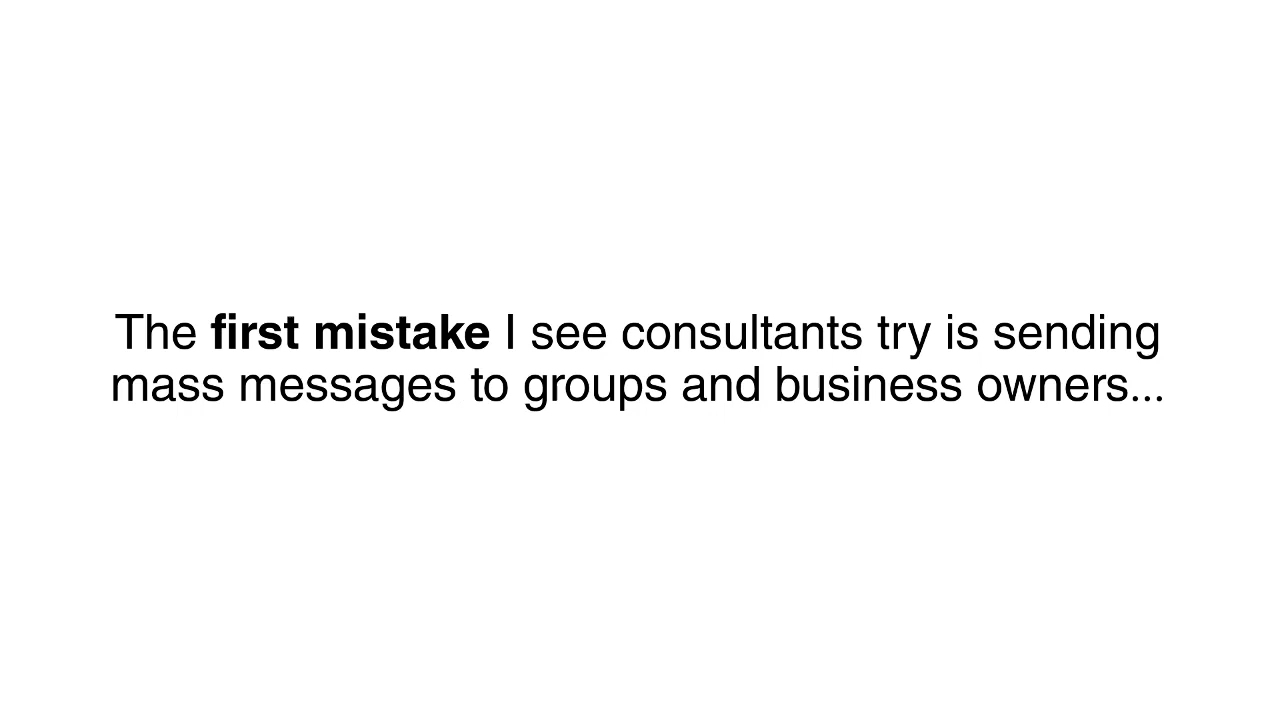 The first mistake I see consultants try is sending
mass messages to groups and business owners...